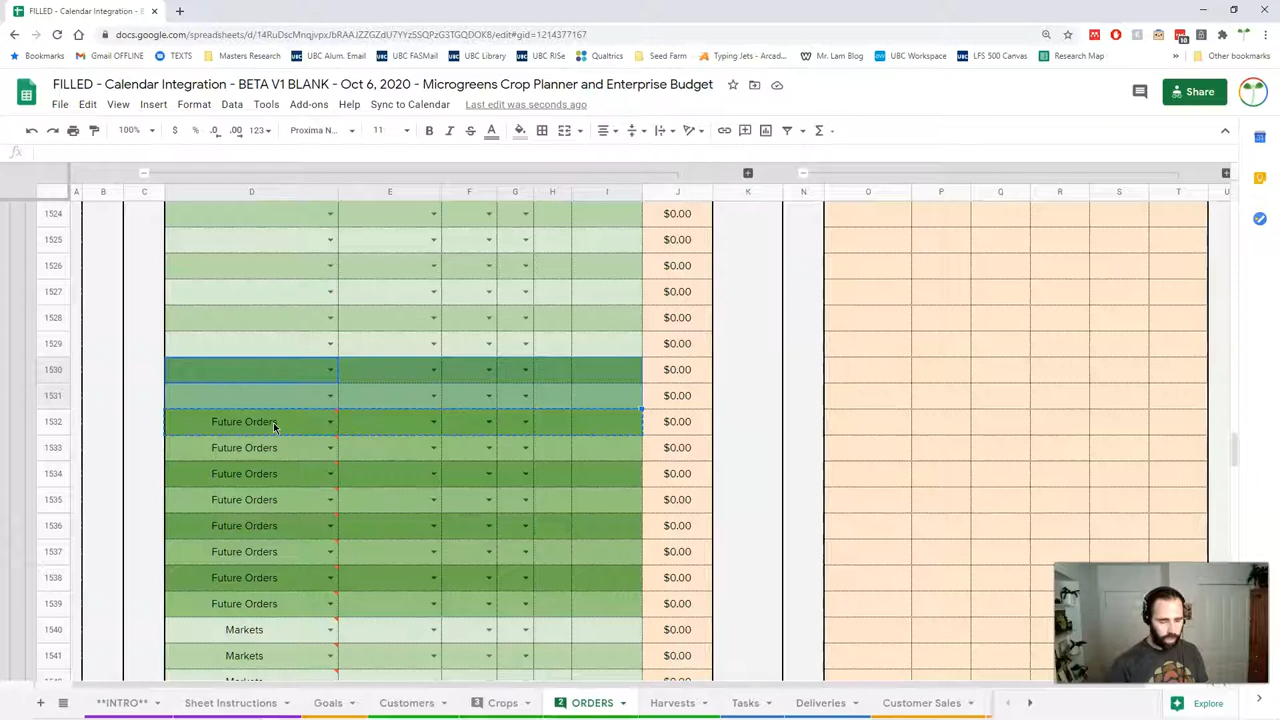 FILLED - Calendar Integration - BE
docs.google.com/spreadsheets/d/14RuDscMnqjvpx/bRAAJZZGZdU7YYz5SQPzG3TGQDOK8/edit#gid=1214377167
Bookmarks Gmail OFFLINE TEXTS Masters Research UBC Alum. Email UBC FASMail UBC Library UBC RISe Qualtrics Seed Farm Typing Jets - Arcad... Mr. Lam Blog UBC Workspace LFS 500 Canvas Research Map Other bookmarks
FILLED - Calendar Integration - BETA V1 BLANK - Oct 6, 2020 - Microgreens Crop Planner and Enterprise Budget
Share
File Edit View Insert Format Data Tools Add-ons Help Sync to Calendar Last edit was seconds ago
100% $ % .0 .00 123 Proxima N... 11 B I S A
fx
A B C D E F G H I J K N O P Q R S T U
1524 $0.00
1525 $0.00
1526 $0.00
1527 $0.00
1528 $0.00
1529 $0.00
1530 $0.00
1531 $0.00
1532 Future Orders $0.00
1533 Future Orders $0.00
1534 Future Orders $0.00
1535 Future Orders $0.00
1536 Future Orders $0.00
1537 Future Orders $0.00
1538 Future Orders $0.00
1539 Future Orders $0.00
1540 Markets $0.00
1541 Markets $0.00
**INTRO** Sheet Instructions Goals Customers 3 Crops 2 ORDERS Harvests Tasks Deliveries Customer Sales Explore